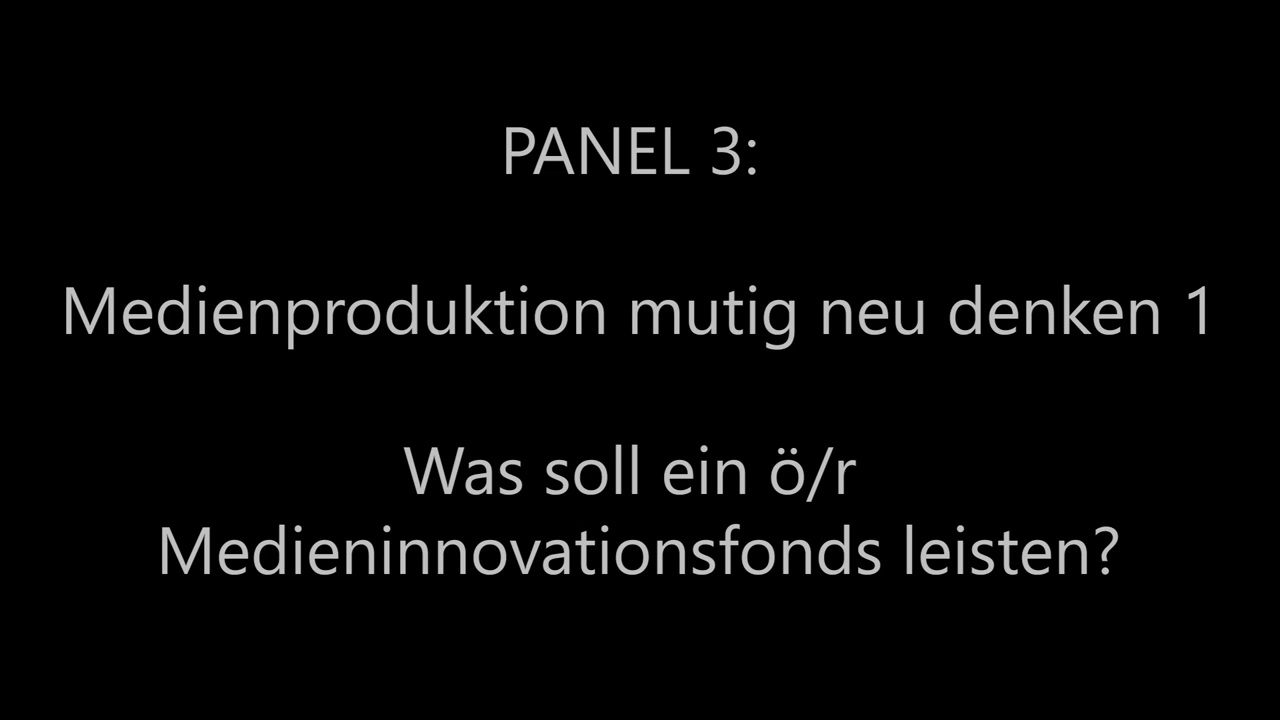 PANEL 3:
Medienproduktion mutig neu denken 1
Was soll ein ö/r
Medieninnovationsfonds leisten?